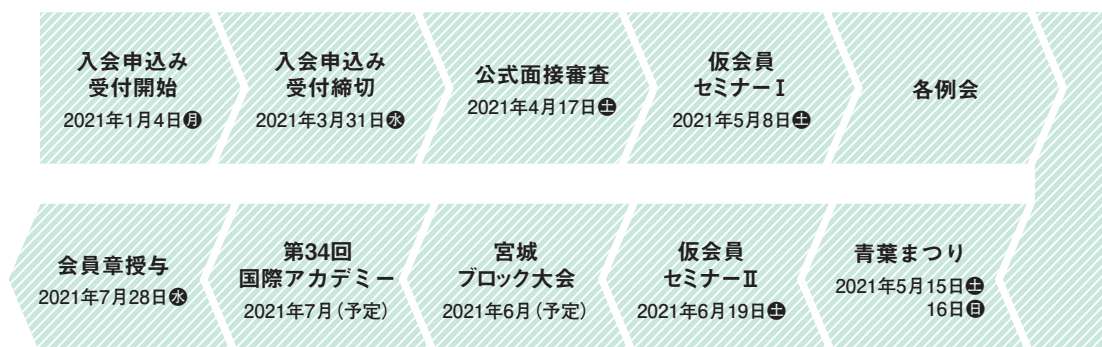 入会申込み
受付開始
2021年1月4日月
入会申込み
受付締切
2021年3月31日水
公式面接審査
2021年4月17日土
仮会員
セミナーⅠ
2021年5月8日土
各例会
青葉まつり
2021年5月15日土
16日日
仮会員
セミナーⅡ
2021年6月19日土
宮城
ブロック大会
2021年6月（予定）
第34回
国際アカデミー
2021年7月（予定）
会員章授与
2021年7月28日水